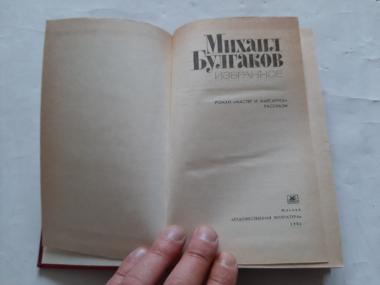 Михаил
Булгаков
ИЗБРАННОЕ
РОМАН «МАСТЕР И МАРГАРИТА»
РАССКАЗЫ
МОСКВА
«ХУДОЖЕСТВЕННАЯ ЛИТЕРАТУРА»